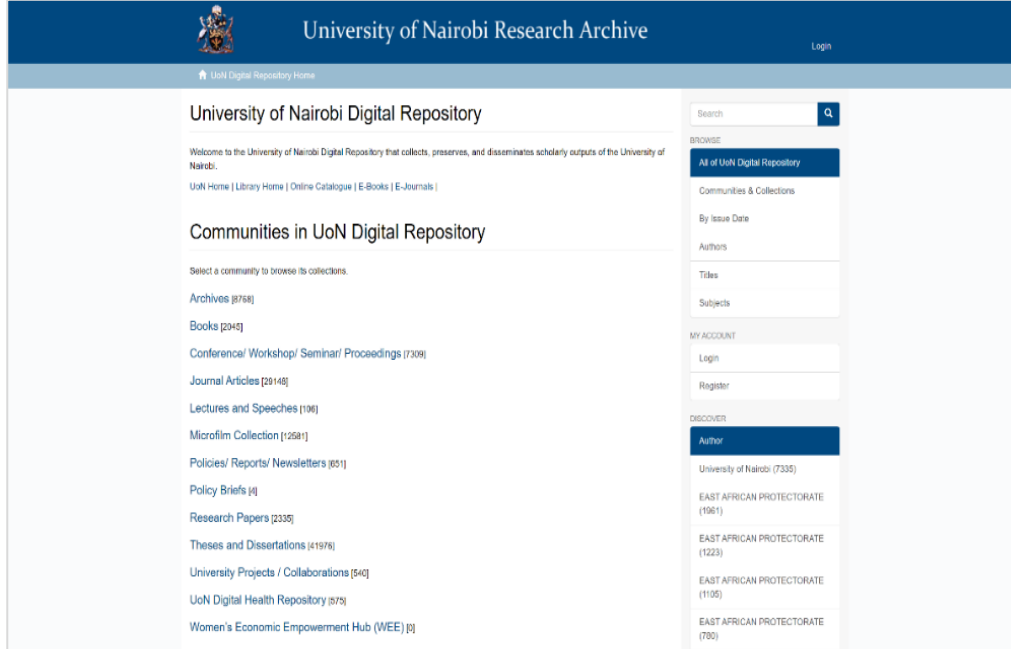 University of Nairobi Research Archive
Login
UoN Digital Repository Home
University of Nairobi Digital Repository
Welcome to the University of Nairobi Digital Repository that collects, preserves, and disseminates scholarly outputs of the University of
Nairobi.
UoN Home | Library Home | Online Catalogue | E-Books | E-Journals |
Communities in UoN Digital Repository
Select a community to browse its collections.
Archives [8768]
Books [2045]
Conference/ Workshop/ Seminar/ Proceedings [7309]
Journal Articles [29148]
Lectures and Speeches [106]
Microfilm Collection [12581]
Policies/ Reports/ Newsletters [651]
Policy Briefs [4]
Research Papers [2335]
Theses and Dissertations [41976]
University Projects / Collaborations [540]
UoN Digital Health Repository [575]
Women's Economic Empowerment Hub (WEE) [0]
Search
BROWSE
All of UoN Digital Repository
Communities & Collections
By Issue Date
Authors
Titles
Subjects
MY ACCOUNT
Login
Register
DISCOVER
Author
University of Nairobi (7335)
EAST AFRICAN PROTECTORATE
(1961)
EAST AFRICAN PROTECTORATE
(1223)
EAST AFRICAN PROTECTORATE
(1105)
EAST AFRICAN PROTECTORATE
(780)